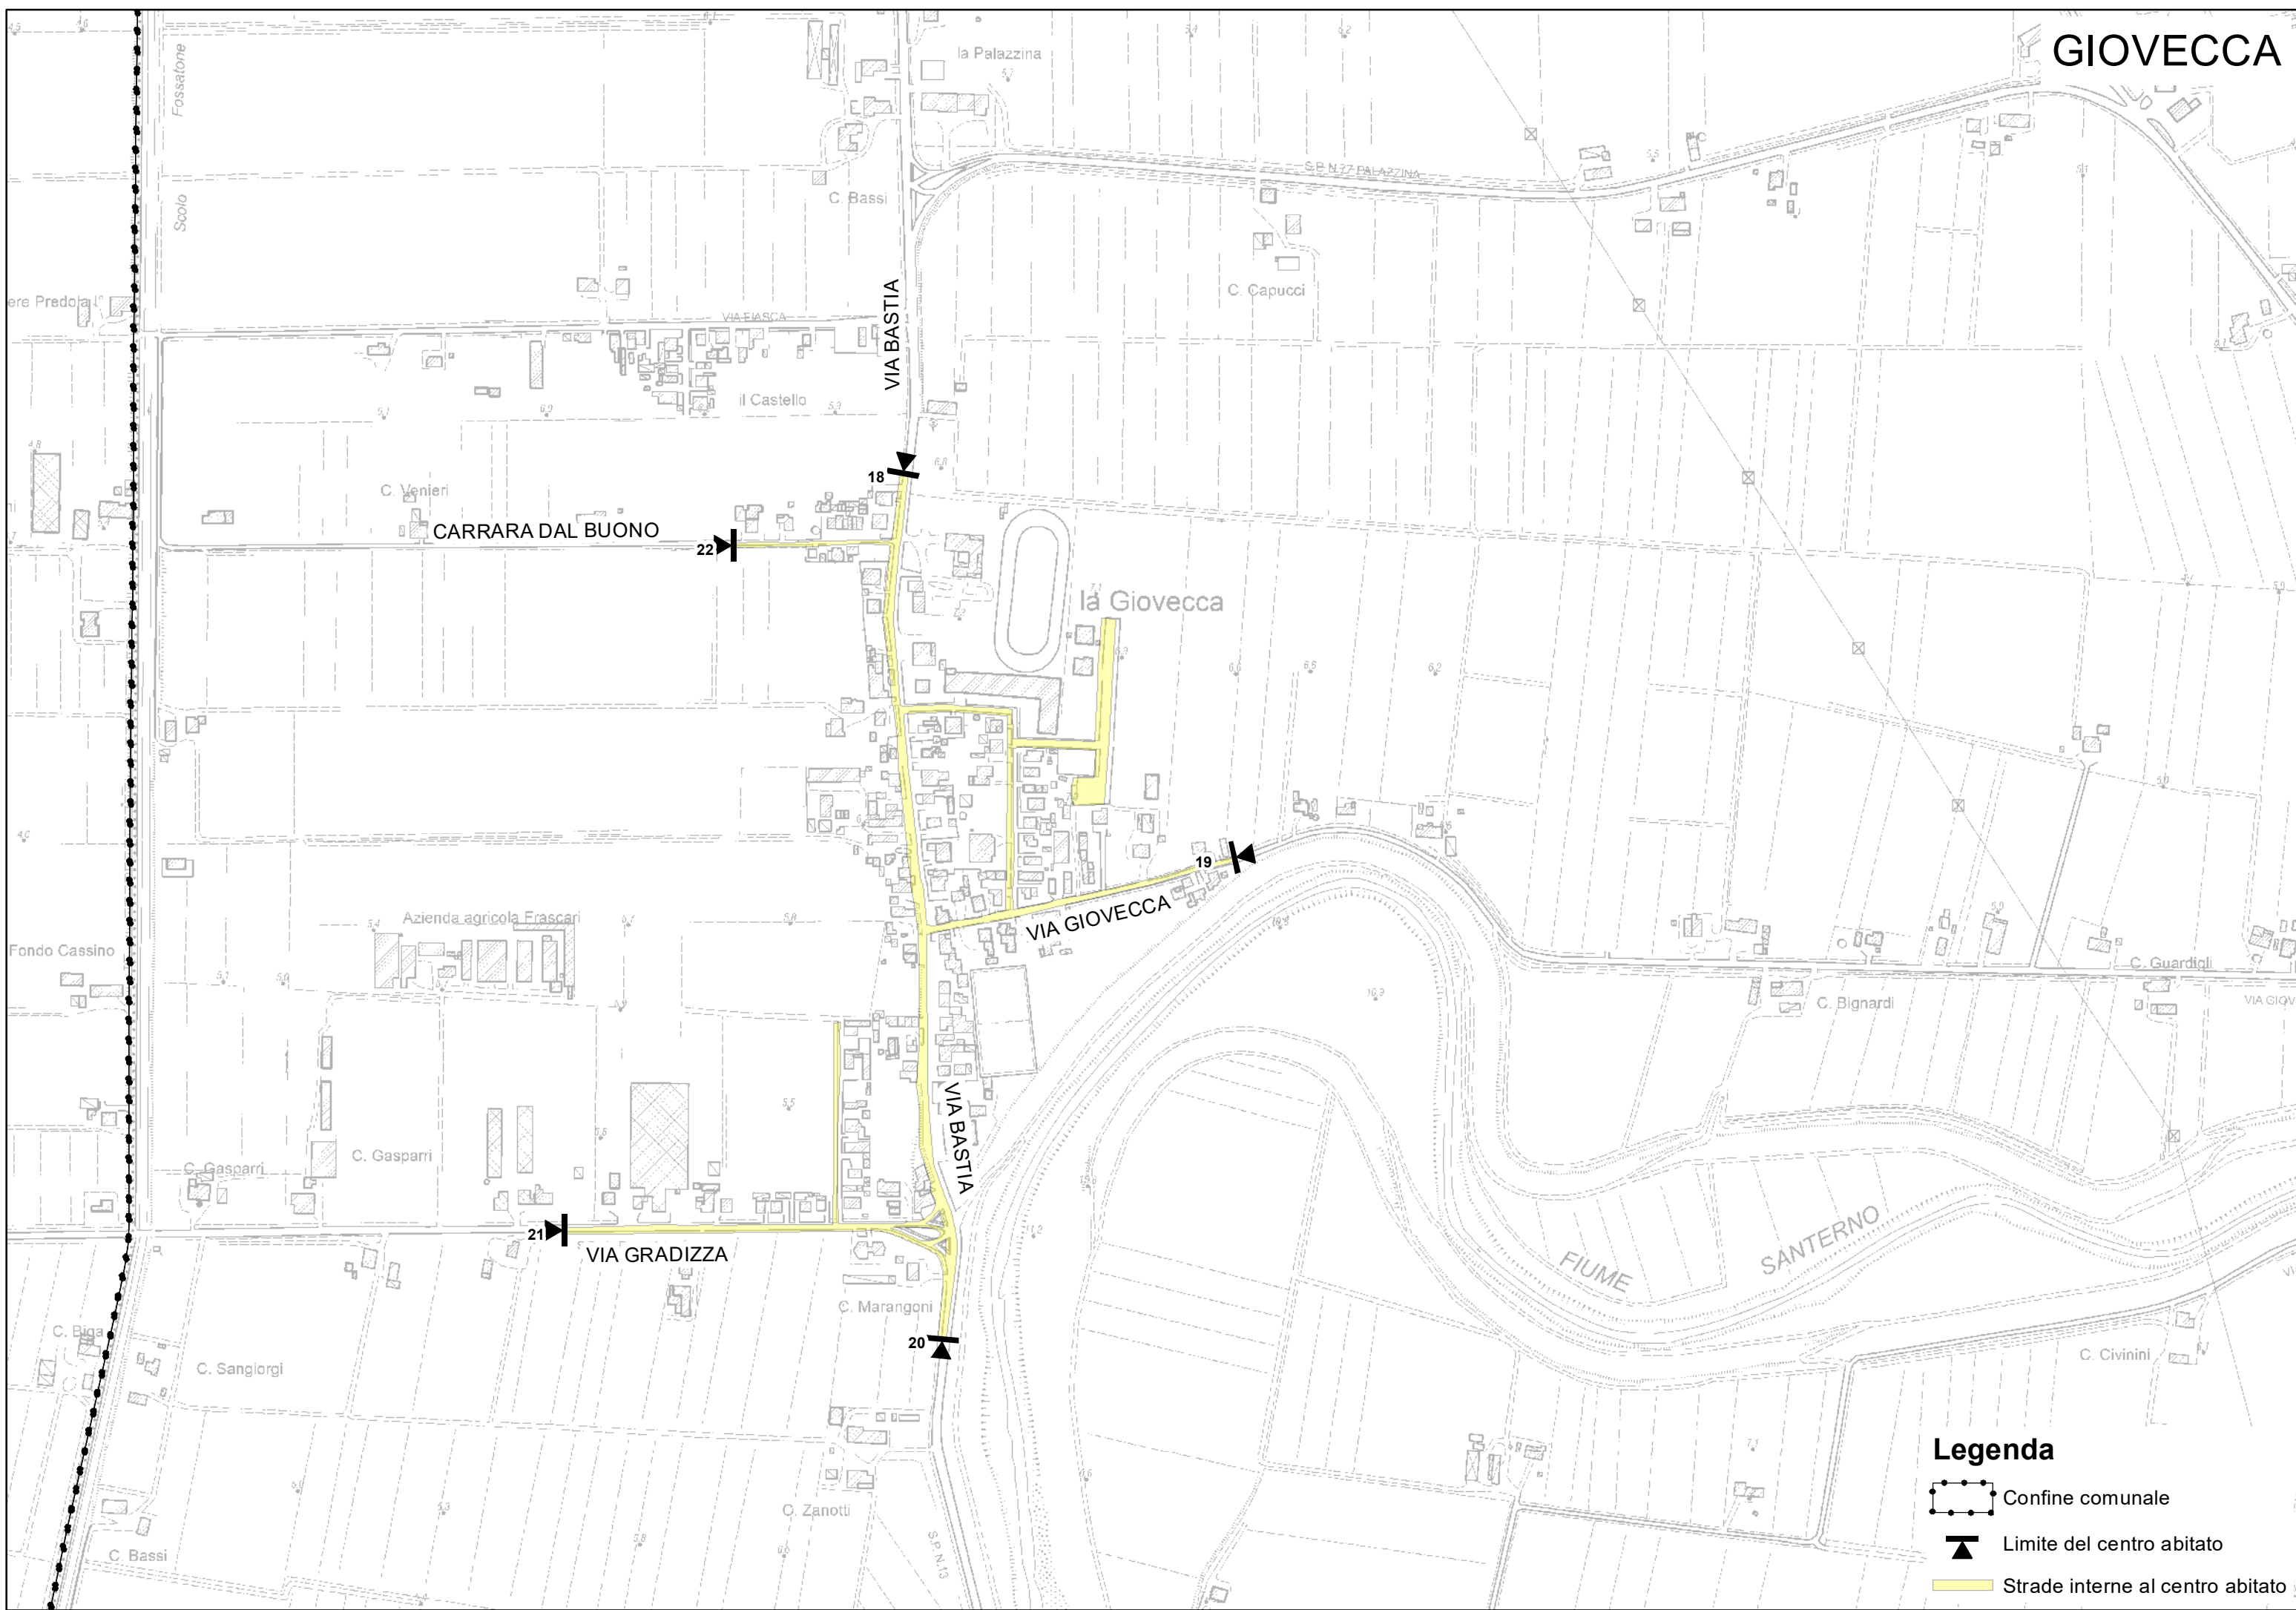 GIOVECCA
Fossatone
Scolo
la Palazzina
C. Bassi
S.P. N.77 PALAZZINA
C. Capucci
VIA BASTIA
VIA FIASCA
il Castello
18
C. Venieri
CARRARA DAL BUONO
22
la Giovecca
19
VIA GIOVECCA
Azienda agricola Frascari
Fondo Cassino
C. Guardigli
C. Bignardi
VIA GIOV
VIA BASTIA
C. Gasparri
C. Gasparri
21
VIA GRADIZZA
FIUME
SANTERNO
C. Marangoni
20
C. Biga
C. Sangiorgi
C. Civinini
C. Zanotti
S.P. N.13
C. Bassi
Legenda
Confine comunale
Limite del centro abitato
Strade interne al centro abitato